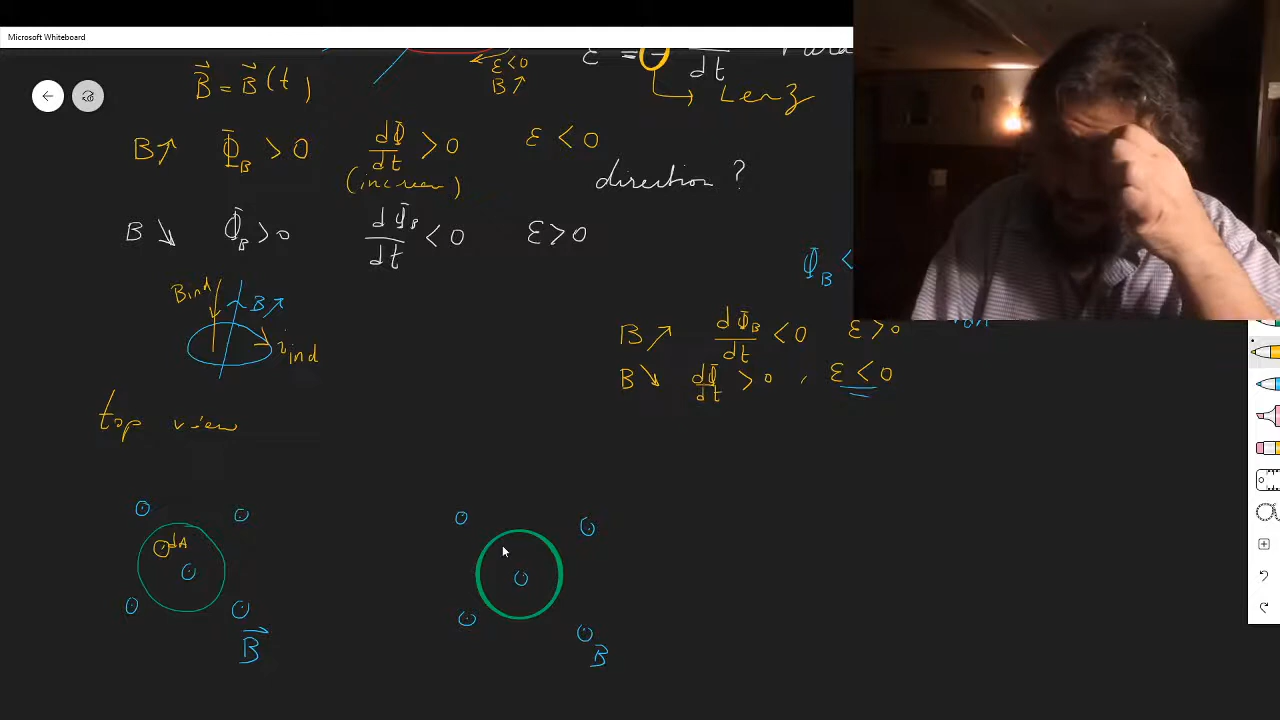 Microsoft Whiteboard
ε<0
B↗
ε = -
dt
B⃗ = B⃗(t)
Lenz
B↗ Φ_B > 0 dΦ/dt > 0 ε < 0
direction ?
B↘ Φ_B > 0 dΦ_B/dt < 0 ε > 0
Φ_B <
B_ind B↗
i_ind
B↗ dΦ_B/dt < 0 ε > 0
B↘ dΦ/dt > 0 , ε < 0
top view
dA
B⃗
B